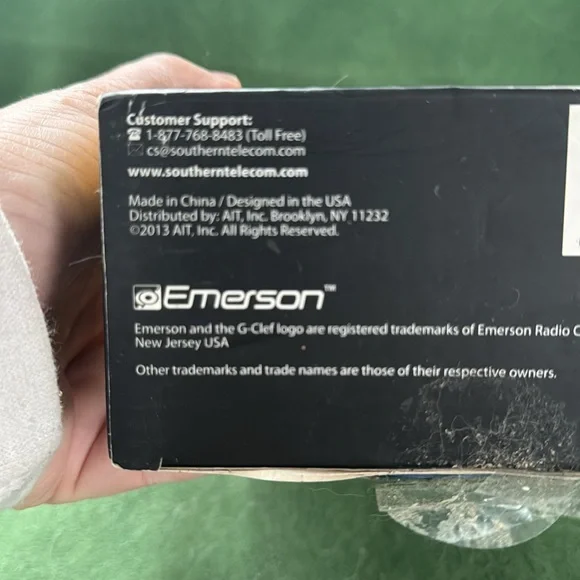 Customer Support:
☎ 1-877-768-8483 (Toll Free)
✉ cs@southerntelecom.com
www.southerntelecom.com
Made in China / Designed in the USA
Distributed by: AIT, Inc. Brooklyn, NY 11232
©2013 AIT, Inc. All Rights Reserved.
Emerson™
Emerson and the G-Clef logo are registered trademarks of Emerson Radio C
New Jersey USA
Other trademarks and trade names are those of their respective owners.